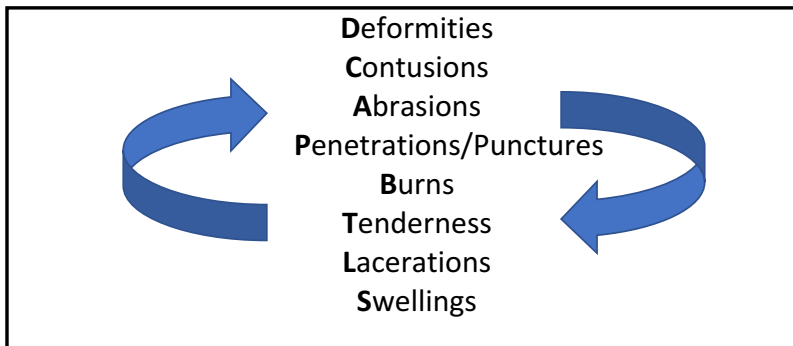 Deformities
Contusions
Abrasions
Penetrations/Punctures
Burns
Tenderness
Lacerations
Swellings